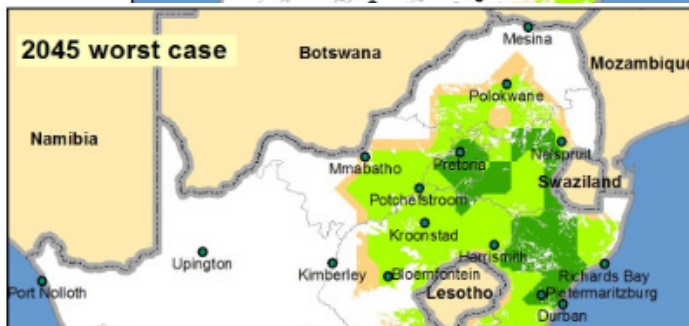 2045 worst case
Botswana
Mesina
Mozambique
Polokwane
Namibia
Mmabatho
Pretoria
Nelspruit
Swaziland
Potchefstroom
Kroonstad
Upington
Kimberley
Harrismith
Bloemfontein
Richards Bay
Port Nolloth
Lesotho
Pietermaritzburg
Durban